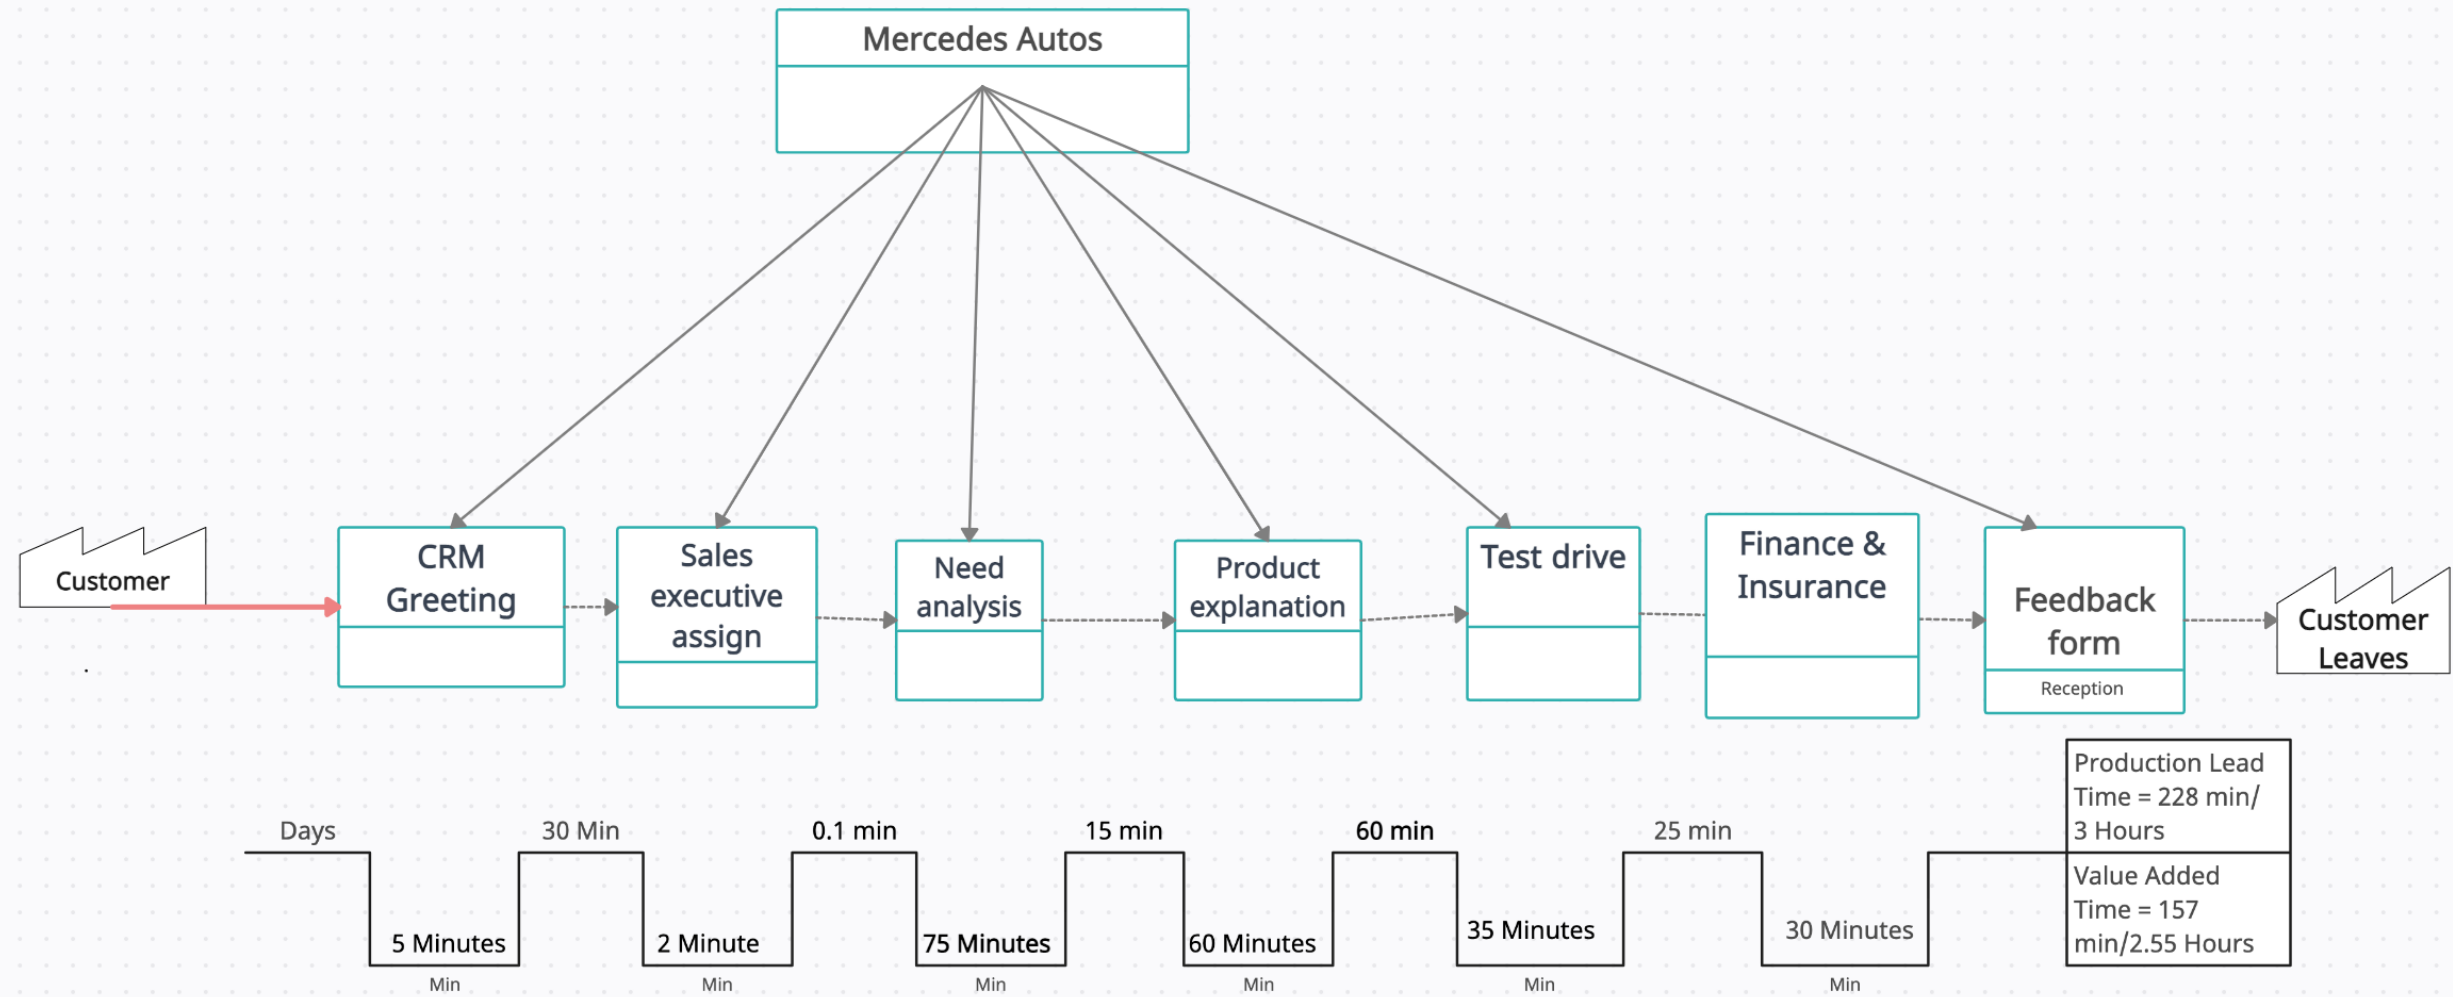 Mercedes Autos
Customer
CRM
Greeting
Sales
executive
assign
Need
analysis
Product
explanation
Test drive
Finance &
Insurance
Feedback
form
Reception
Customer
Leaves
Days
30 Min
0.1 min
15 min
60 min
25 min
5 Minutes
2 Minute
75 Minutes
60 Minutes
35 Minutes
30 Minutes
Min
Min
Min
Min
Min
Min
Production Lead
Time = 228 min/
3 Hours
Value Added
Time = 157
min/2.55 Hours